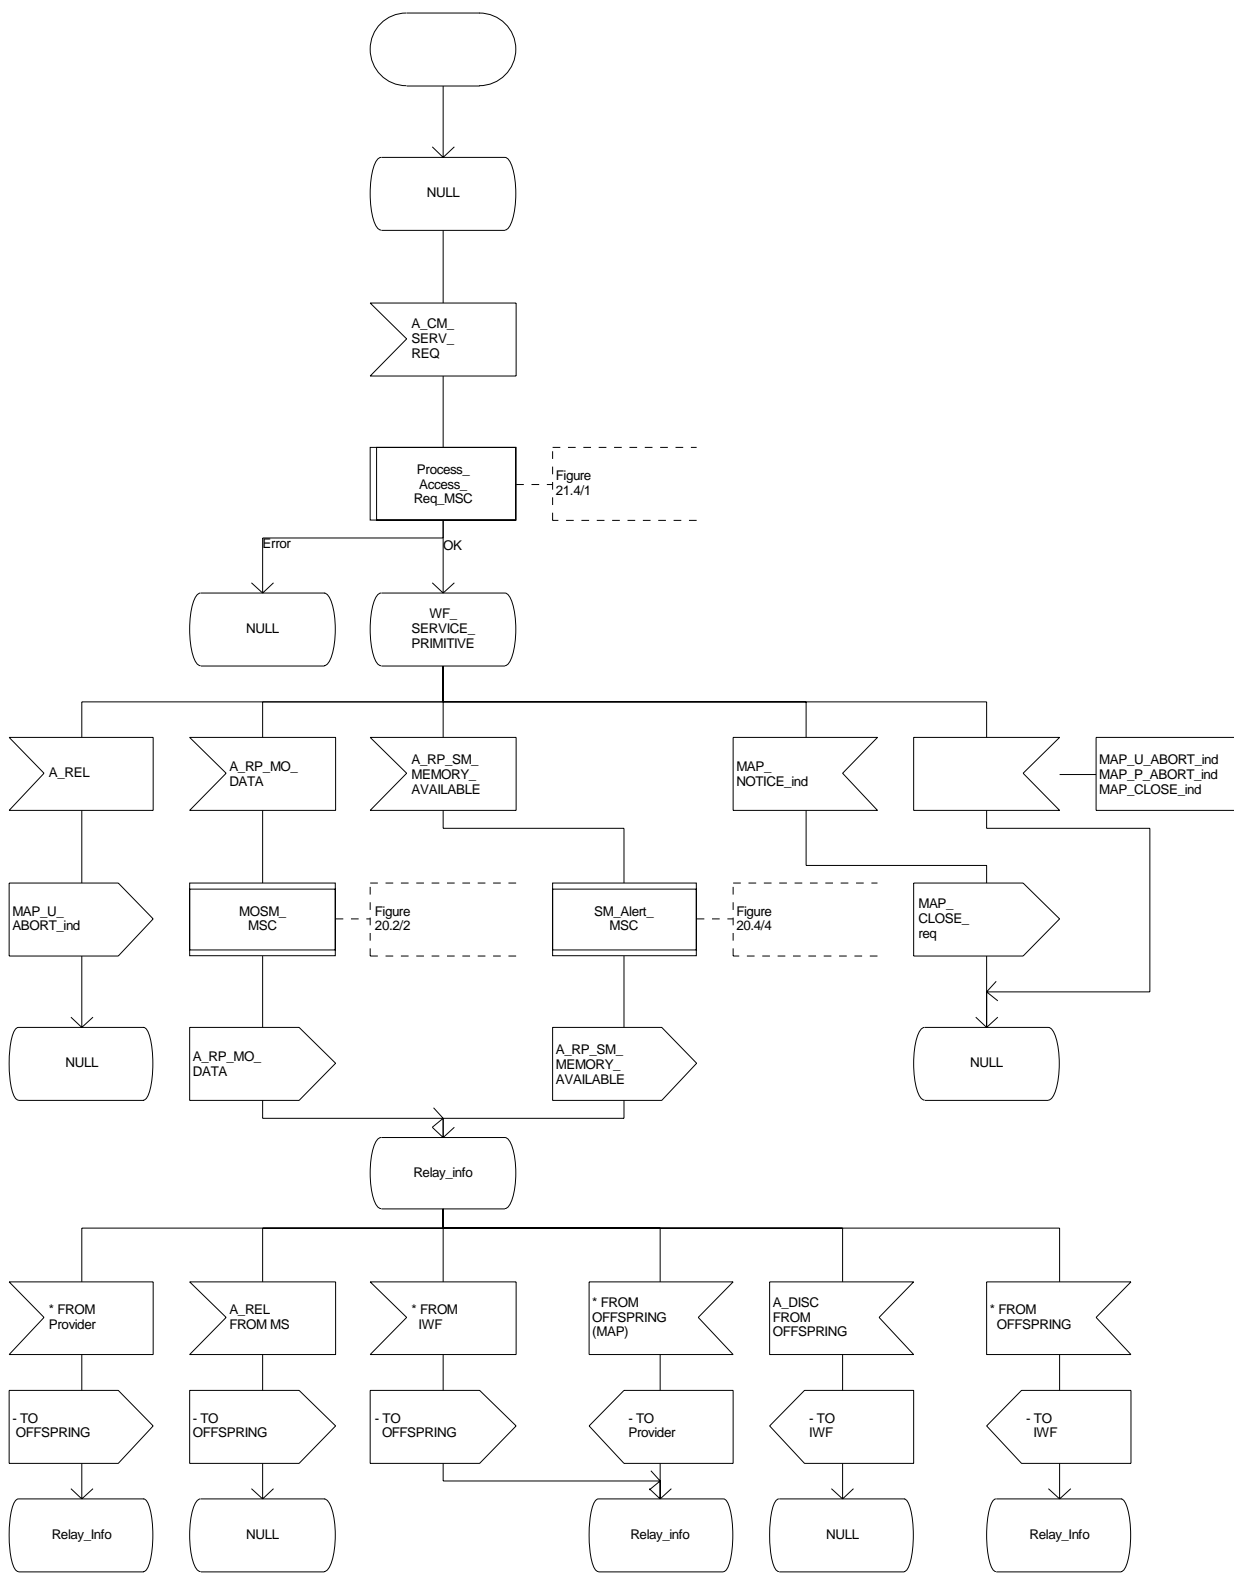 NULL
A_CM_
SERV_
REQ
Process_
Access_
Req_MSC
Figure
21.4/1
Error
OK
NULL
WF_
SERVICE_
PRIMITIVE
A_REL
A_RP_MO_
DATA
A_RP_SM_
MEMORY_
AVAILABLE
MAP_
NOTICE_ind
MAP_U_ABORT_ind
MAP_P_ABORT_ind
MAP_CLOSE_ind
MAP_U_
ABORT_ind
MOSM_
MSC
Figure
20.2/2
SM_Alert_
MSC
Figure
20.4/4
MAP_
CLOSE_
req
NULL
A_RP_MO_
DATA
A_RP_SM_
MEMORY_
AVAILABLE
NULL
Relay_info
* FROM
Provider
A_REL
FROM MS
* FROM
IWF
* FROM
OFFSPRING
(MAP)
A_DISC
FROM
OFFSPRING
* FROM
OFFSPRING
- TO
OFFSPRING
- TO
OFFSPRING
- TO
OFFSPRING
- TO
Provider
- TO
IWF
- TO
IWF
Relay_Info
NULL
Relay_info
NULL
Relay_Info